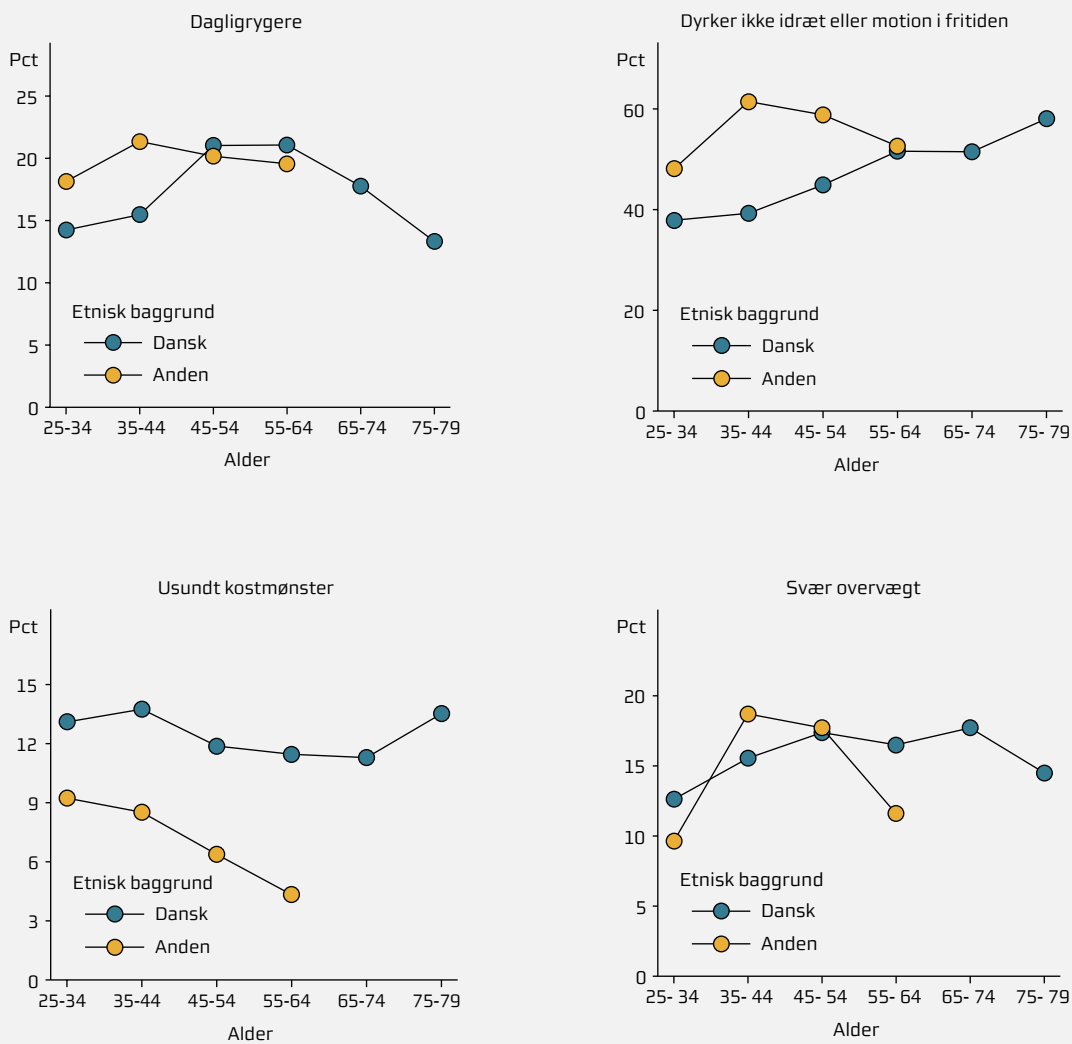 Dagligrygere
Pct
25
20
15
10
5
0
Etnisk baggrund
Dansk
Anden
25-34 35-44 45-54 55-64 65-74 75-79
Alder
Dyrker ikke idræt eller motion i fritiden
Pct
60
40
20
0
Etnisk baggrund
Dansk
Anden
25- 34 35- 44 45- 54 55- 64 65- 74 75- 79
Alder
Usundt kostmønster
Pct
15
12
9
6
3
0
Etnisk baggrund
Dansk
Anden
25-34 35-44 45-54 55-64 65-74 75-79
Alder
Svær overvægt
Pct
20
15
10
5
0
Etnisk baggrund
Dansk
Anden
25- 34 35- 44 45- 54 55- 64 65- 74 75- 79
Alder